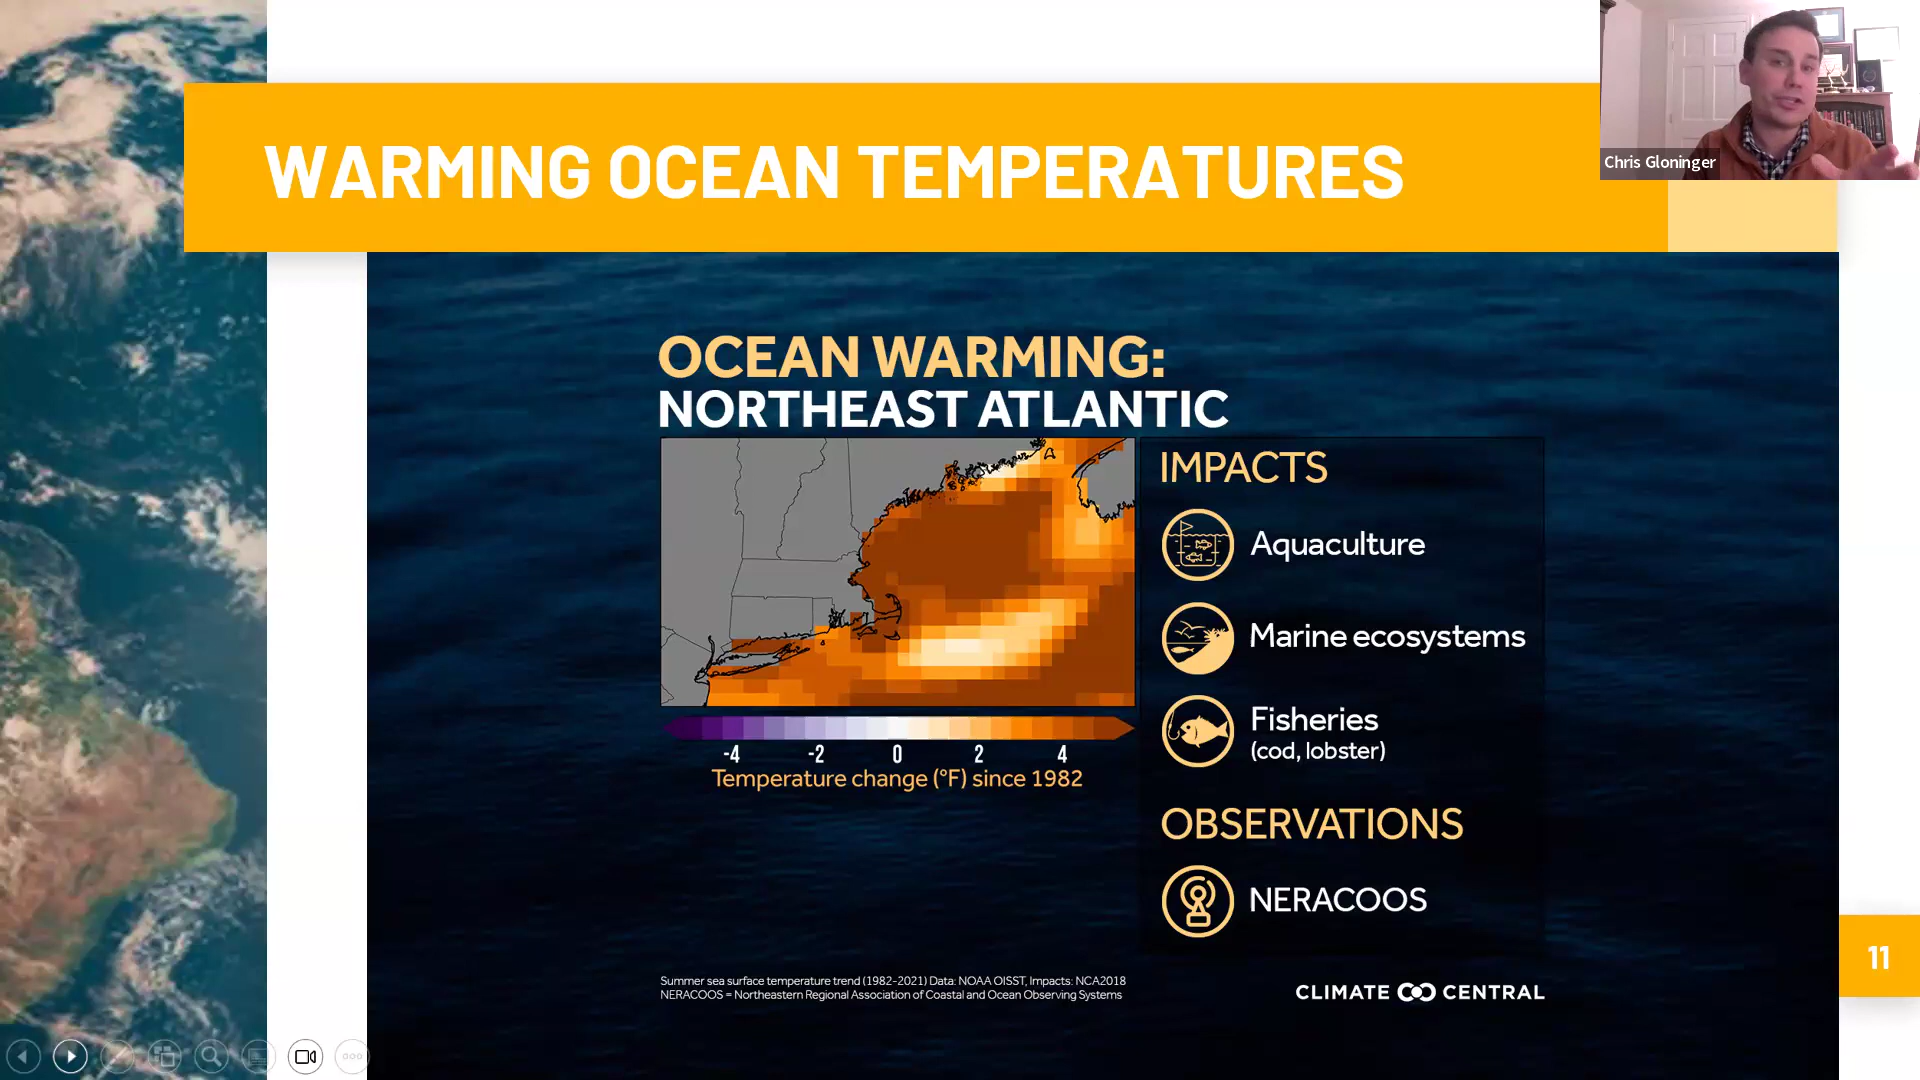 WARMING OCEAN TEMPERATURES
Chris Gloninger
OCEAN WARMING:
NORTHEAST ATLANTIC
IMPACTS
Aquaculture
Marine ecosystems
Fisheries
(cod, lobster)
OBSERVATIONS
NERACOOS
-4 -2 0 2 4
Temperature change (°F) since 1982
Summer sea surface temperature trend (1982-2021) Data: NOAA OISST, Impacts: NCA2018
NERACOOS = Northeastern Regional Association of Coastal and Ocean Observing Systems
CLIMATE CENTRAL
11